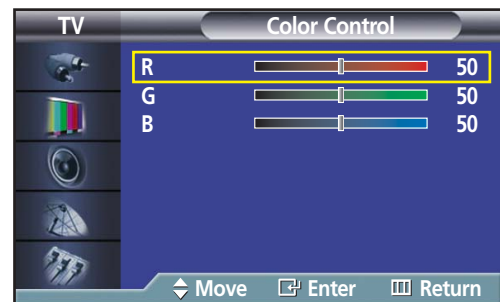 TV Color Control
R 50
G 50
B 50
Move Enter Return